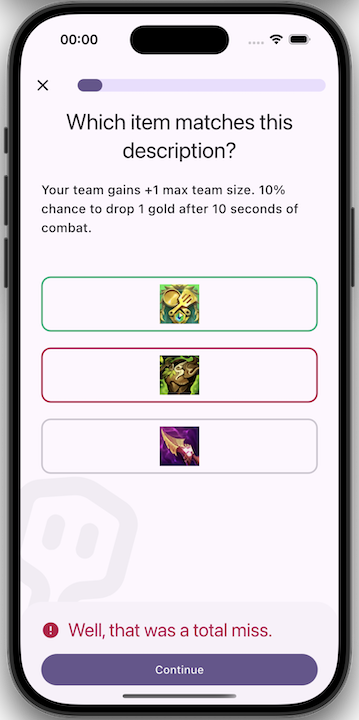 00:00
Which item matches this
description?
Your team gains +1 max team size. 10%
chance to drop 1 gold after 10 seconds of
combat.
Well, that was a total miss.
Continue